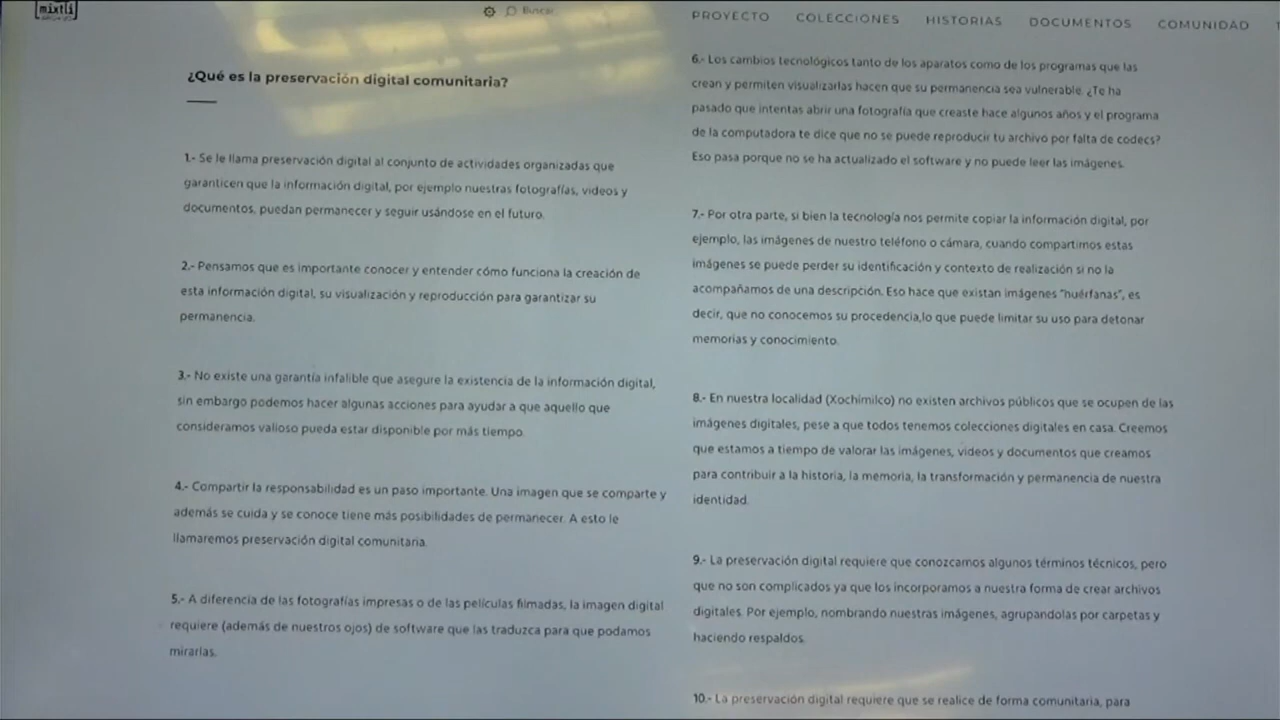 mixtli
Buscar
PROYECTO COLECCIONES HISTORIAS DOCUMENTOS COMUNIDAD
¿Qué es la preservación digital comunitaria?
1.- Se le llama preservación digital al conjunto de actividades organizadas que
garanticen que la información digital, por ejemplo nuestras fotografías, videos y
documentos, puedan permanecer y seguir usándose en el futuro.
2.- Pensamos que es importante conocer y entender cómo funciona la creación de
esta información digital, su visualización y reproducción para garantizar su
permanencia.
3.- No existe una garantía infalible que asegure la existencia de la información digital,
sin embargo podemos hacer algunas acciones para ayudar a que aquello que
consideramos valioso pueda estar disponible por más tiempo.
4.- Compartir la responsabilidad es un paso importante. Una imagen que se comparte y
además se cuida y se conoce tiene más posibilidades de permanecer. A esto le
llamaremos preservación digital comunitaria.
5.- A diferencia de las fotografías impresas o de las películas filmadas, la imagen digital
requiere (además de nuestros ojos) de software que las traduzca para que podamos
mirarlas.
6.- Los cambios tecnológicos tanto de los aparatos como de los programas que las
crean y permiten visualizarlas hacen que su permanencia sea vulnerable. ¿Te ha
pasado que intentas abrir una fotografía que creaste hace algunos años y el programa
de la computadora te dice que no se puede reproducir tu archivo por falta de codecs?
Eso pasa porque no se ha actualizado el software y no puede leer las imágenes.
7.- Por otra parte, si bien la tecnología nos permite copiar la información digital, por
ejemplo, las imágenes de nuestro teléfono o cámara, cuando compartimos estas
imágenes se puede perder su identificación y contexto de realización si no la
acompañamos de una descripción. Eso hace que existan imágenes "huérfanas", es
decir, que no conocemos su procedencia,lo que puede limitar su uso para detonar
memorias y conocimiento.
8.- En nuestra localidad (Xochimilco) no existen archivos públicos que se ocupen de las
imágenes digitales, pese a que todos tenemos colecciones digitales en casa. Creemos
que estamos a tiempo de valorar las imágenes, videos y documentos que creamos
para contribuir a la historia, la memoria, la transformación y permanencia de nuestra
identidad.
9.- La preservación digital requiere que conozcamos algunos términos técnicos, pero
que no son complicados ya que los incorporamos a nuestra forma de crear archivos
digitales. Por ejemplo, nombrando nuestras imágenes, agrupandolas por carpetas y
haciendo respaldos.
10.- La preservación digital requiere que se realice de forma comunitaria, para